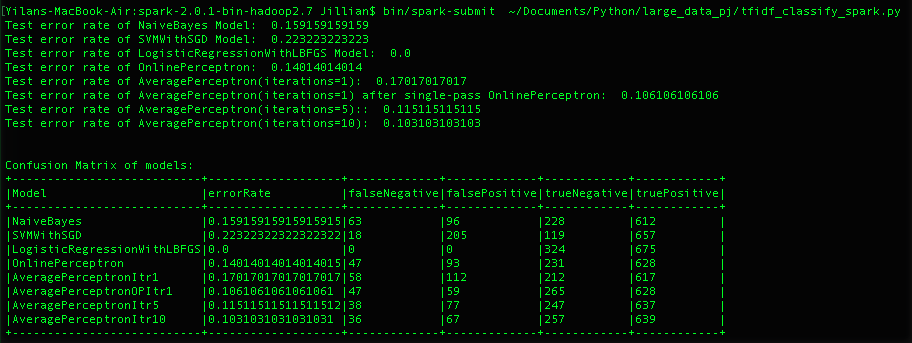 [Yilans-MacBook-Air:spark-2.0.1-bin-hadoop2.7 Jillian$ bin/spark-submit  ~/Documents/Python/large_data_pj/tfidf_classify_spark.py
Test error rate of NaiveBayes Model:  0.159159159159
Test error rate of SVMWithSGD Model:  0.223223223223
Test error rate of LogisticRegressionWithLBFGS Model:  0.0
Test error rate of OnlinePerceptron:  0.14014014014
Test error rate of AveragePerceptron(iterations=1):  0.17017017017
Test error rate of AveragePerceptron(iterations=1) after single-pass OnlinePerceptron:  0.106106106106
Test error rate of AveragePerceptron(iterations=5)::  0.115115115115
Test error rate of AveragePerceptron(iterations=10):  0.103103103103
Confusion Matrix of models:
+---------------------------+-------------------+-------------+-------------+------------+------------+
|Model                      |errorRate          |falseNegative|falsePositive|trueNegative|truePositive|
+---------------------------+-------------------+-------------+-------------+------------+------------+
|NaiveBayes                 |0.15915915915915915|63           |96           |228         |612         |
|SVMWithSGD                 |0.22322322322322322|18           |205          |119         |657         |
|LogisticRegressionWithLBFGS|0.0                |0            |0            |324         |675         |
|OnlinePerceptron           |0.14014014014014015|47           |93           |231         |628         |
|AveragePerceptronItr1      |0.17017017017017017|58           |112          |212         |617         |
|AveragePerceptronOPItr1    |0.1061061061061061 |47           |59           |265         |628         |
|AveragePerceptronItr5      |0.11511511511511512|38           |77           |247         |637         |
|AveragePerceptronItr10     |0.1031031031031031 |36           |67           |257         |639         |
+---------------------------+-------------------+-------------+-------------+------------+------------+